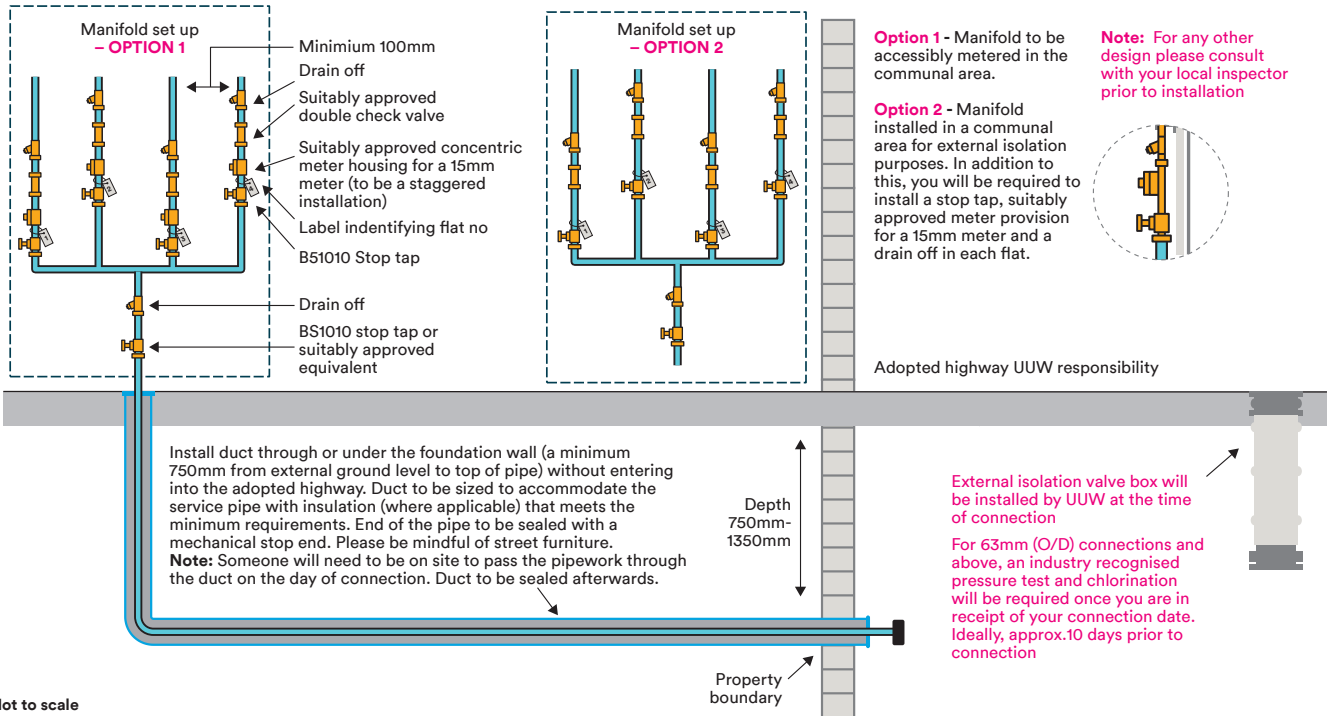 Manifold set up
– OPTION 1
Minimium 100mm
Drain off
Suitably approved
double check valve
Suitably approved concentric
meter housing for a 15mm
meter (to be a staggered
installation)
Label indentifying flat no
B51010 Stop tap
Drain off
BS1010 stop tap or
suitably approved
equivalent
Manifold set up
– OPTION 2
Option 1 - Manifold to be
accessibly metered in the
communal area.
Option 2 - Manifold
installed in a communal
area for external isolation
purposes. In addition to
this, you will be required to
install a stop tap, suitably
approved meter provision
for a 15mm meter and a
drain off in each flat.
Note: For any other
design please consult
with your local inspector
prior to installation
Adopted highway UUW responsibility
Install duct through or under the foundation wall (a minimum
750mm from external ground level to top of pipe) without entering
into the adopted highway. Duct to be sized to accommodate the
service pipe with insulation (where applicable) that meets the
minimum requirements. End of the pipe to be sealed with a
mechanical stop end. Please be mindful of street furniture.
Note: Someone will need to be on site to pass the pipework through
the duct on the day of connection. Duct to be sealed afterwards.
Depth
750mm-
1350mm
External isolation valve box will
be installed by UUW at the time
of connection
For 63mm (O/D) connections and
above, an industry recognised
pressure test and chlorination
will be required once you are in
receipt of your connection date.
Ideally, approx.10 days prior to
connection
Property
boundary
lot to scale